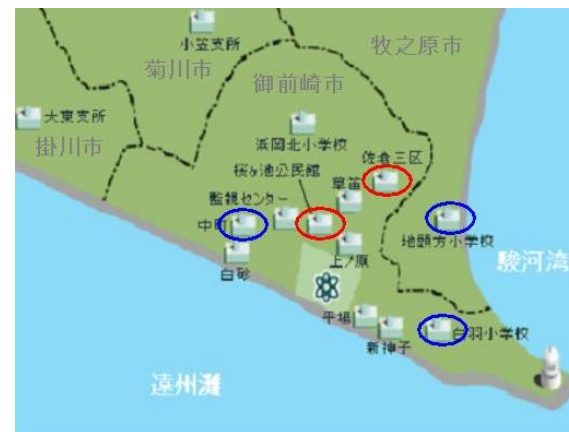 小笠支所
牧之原市
菊川市
御前崎市
大東支所
掛川市
浜岡北小学校
佐倉三区
桜ヶ池公民館
草笛
監視センター
中町
地頭方小学校
上ノ原
白砂
駿河湾
平場
白羽小学校
新神子
遠州灘